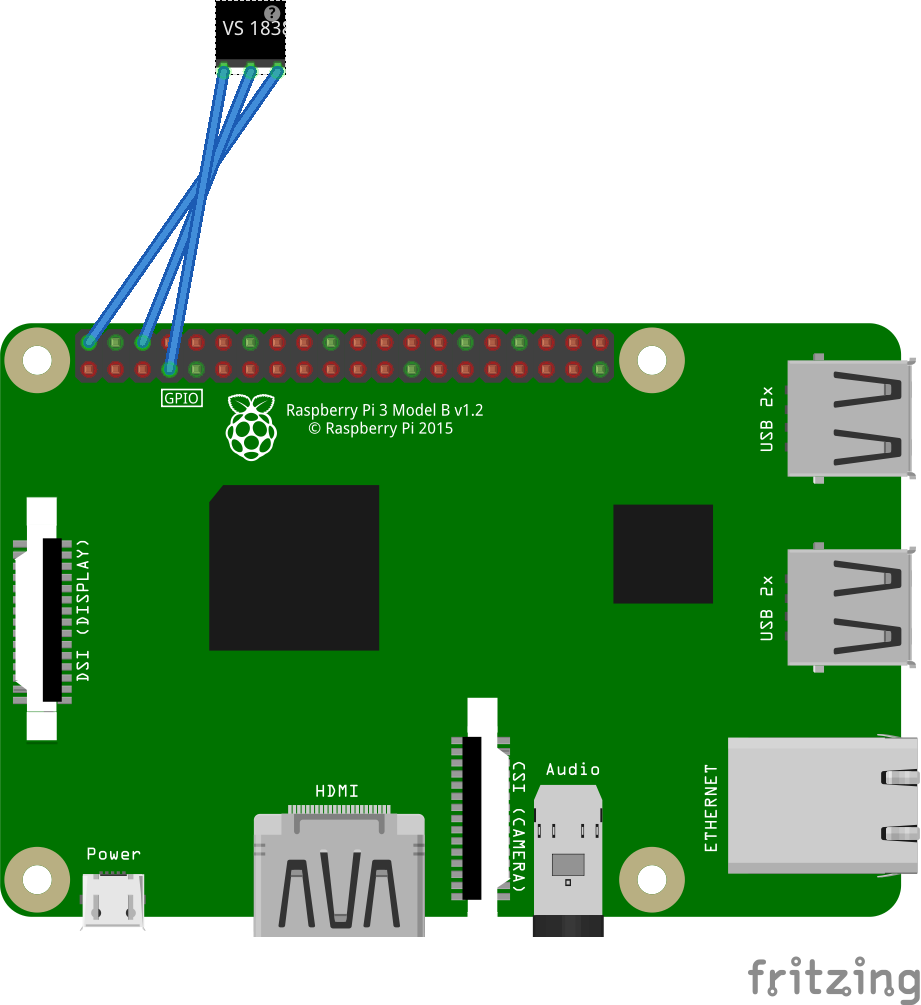 ?
VS 1838
GPIO
Raspberry Pi 3 Model B v1.2
© Raspberry Pi 2015
USB 2x
DSI (DISPLAY)
USB 2x
HDMI
Audio
CSI (CAMERA)
ETHERNET
Power
fritzing